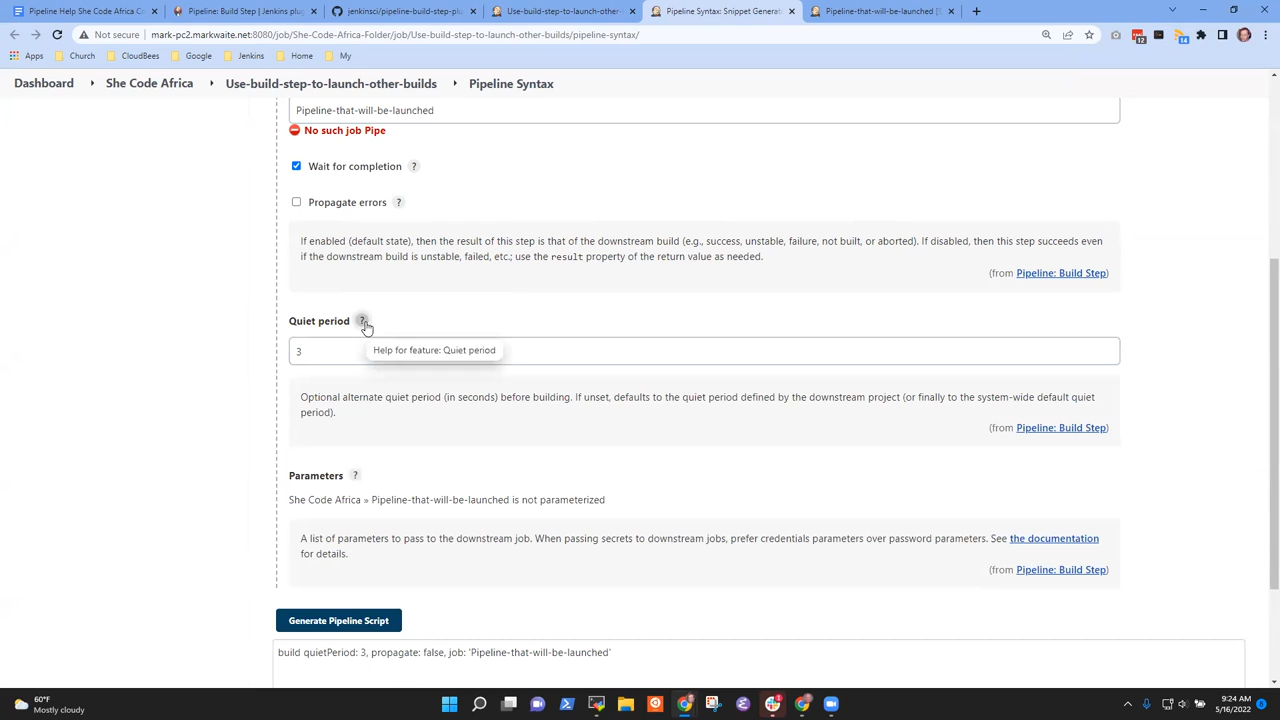 Pipeline Help She Code Africa Co
Pipeline: Build Step | Jenkins plug
jenkinsci/pipeline-build-step-plu
Use-build-step-to-launch-other-
Pipeline Syntax: Snippet Generat
Pipeline-that-will-be-launched [S
Not secure | mark-pc2.markwaite.net:8080/job/She-Code-Africa-Folder/job/Use-build-step-to-launch-other-builds/pipeline-syntax/
12
14
Apps Church CloudBees Google Jenkins Home My
Dashboard She Code Africa Use-build-step-to-launch-other-builds Pipeline Syntax
Pipeline-that-will-be-launched
No such job Pipe
Wait for completion ?
Propagate errors ?
If enabled (default state), then the result of this step is that of the downstream build (e.g., success, unstable, failure, not built, or aborted). If disabled, then this step succeeds even
if the downstream build is unstable, failed, etc.; use the result property of the return value as needed.
(from Pipeline: Build Step)
Quiet period ?
3
Help for feature: Quiet period
Optional alternate quiet period (in seconds) before building. If unset, defaults to the quiet period defined by the downstream project (or finally to the system-wide default quiet
period).
(from Pipeline: Build Step)
Parameters ?
She Code Africa » Pipeline-that-will-be-launched is not parameterized
A list of parameters to pass to the downstream job. When passing secrets to downstream jobs, prefer credentials parameters over password parameters. See the documentation
for details.
(from Pipeline: Build Step)
Generate Pipeline Script
build quietPeriod: 3, propagate: false, job: 'Pipeline-that-will-be-launched'
60°F
Mostly cloudy
9:24 AM
5/16/2022